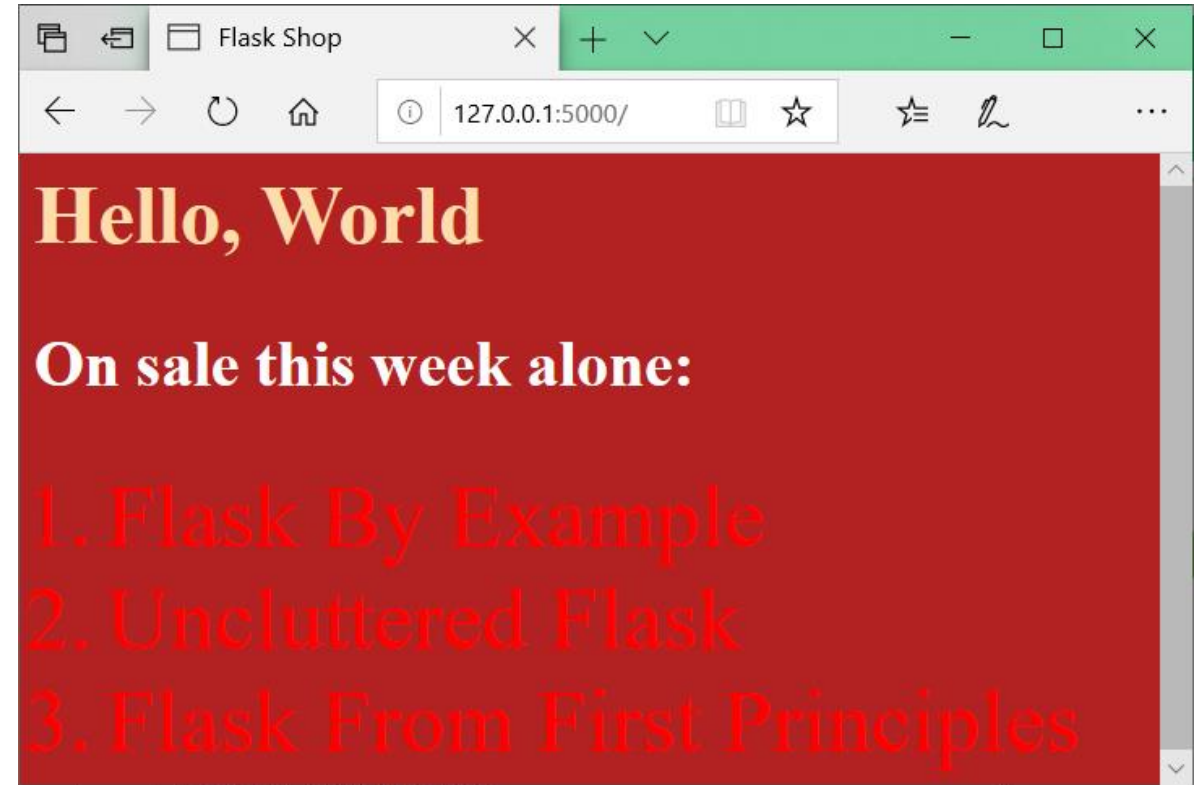 Flask Shop
127.0.0.1:5000/
Hello, World
On sale this week alone:
1. Flask By Example
2. Uncluttered Flask
3. Flask From First Principles